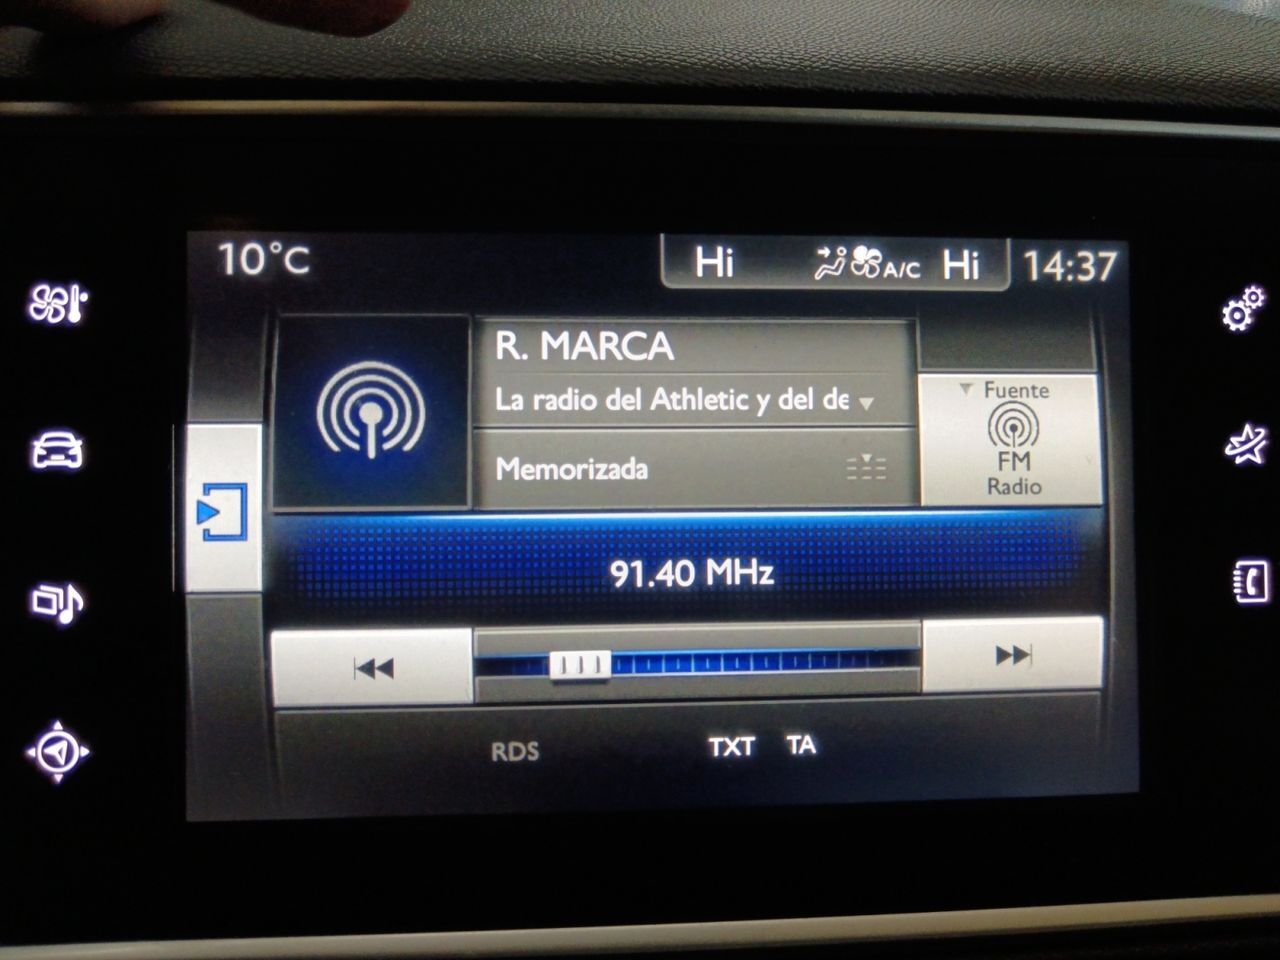 10°C
Hi
A/C
Hi
14:37
R. MARCA
La radio del Athletic y del de
Memorizada
Fuente
FM
Radio
91.40 MHz
RDS
TXT
TA